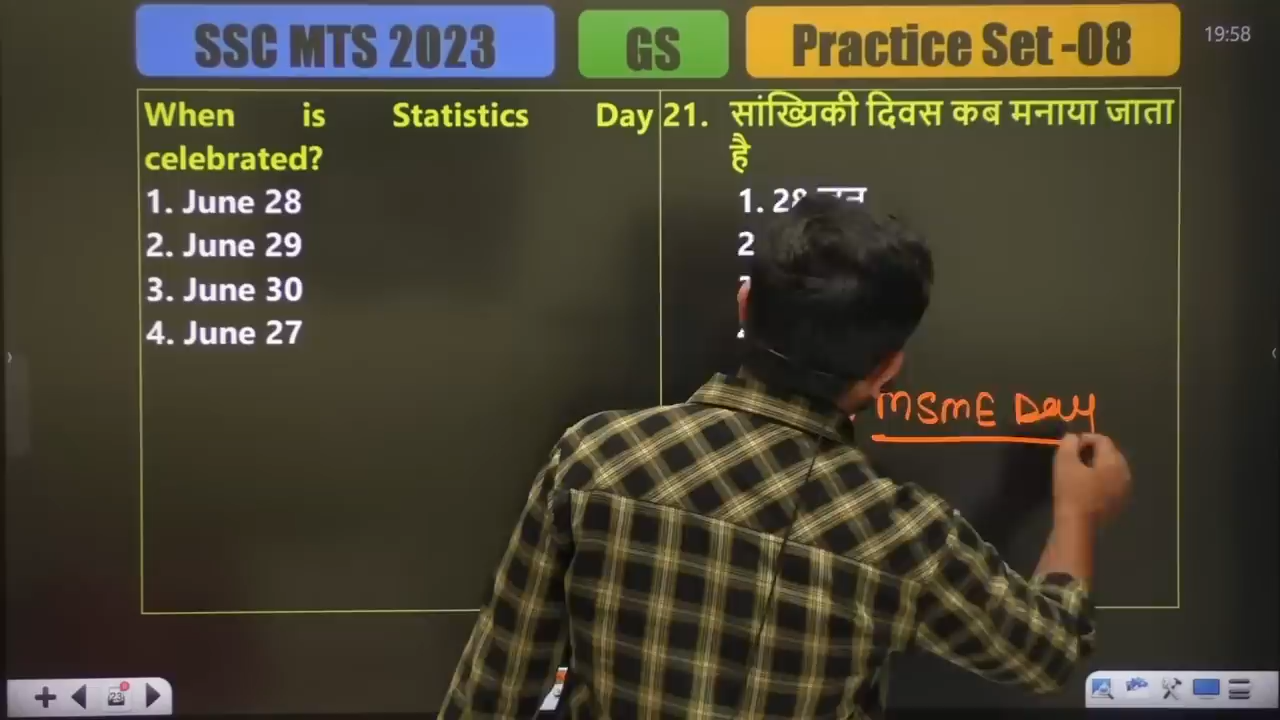 SSC MTS 2023
GS
Practice Set -08
19:58
When is Statistics Day
celebrated?
1. June 28
2. June 29
3. June 30
4. June 27
21. सांख्यिकी दिवस कब मनाया जाता
है
1. 28 जून
2
MSME Day
23